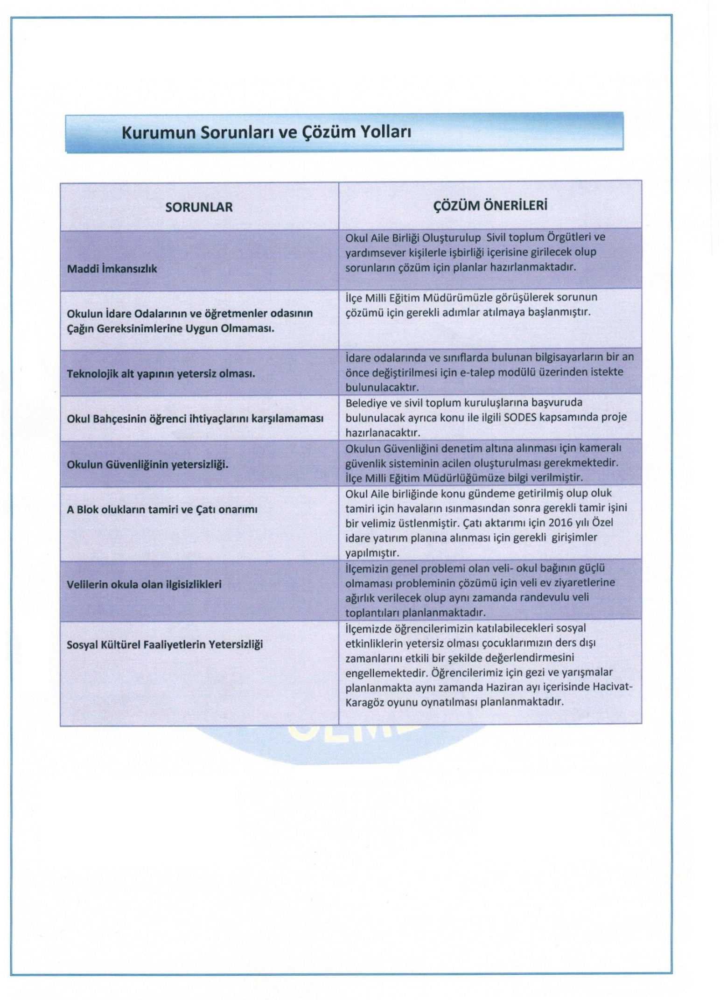 Kurumun Sorunları ve Çözüm Yolları
SORUNLAR
ÇÖZÜM ÖNERİLERİ
Maddi İmkansızlık
Okul Aile Birliği Oluşturulup Sivil toplum Örgütleri ve
yardımsever kişilerle işbirliği içerisine girilecek olup
sorunların çözüm için planlar hazırlanmaktadır.
Okulun İdare Odalarının ve öğretmenler odasının
Çağın Gereksinimlerine Uygun Olmaması.
İlçe Milli Eğitim Müdürümüzle görüşülerek sorunun
çözümü için gerekli adımlar atılmaya başlanmıştır.
Teknolojik alt yapının yetersiz olması.
İdare odalarında ve sınıflarda bulunan bilgisayarların bir an
önce değiştirilmesi için e-talep modülü üzerinden istekte
bulunulacaktır.
Okul Bahçesinin öğrenci ihtiyaçlarını karşılamaması
Belediye ve sivil toplum kuruluşlarına başvuruda
bulunulacak ayrıca konu ile ilgili SODES kapsamında proje
hazırlanacaktır.
Okulun Güvenliğinin yetersizliği.
Okulun Güvenliğini denetim altına alınması için kameralı
güvenlik sisteminin acilen oluşturulması gerekmektedir.
İlçe Milli Eğitim Müdürlüğümüze bilgi verilmiştir.
A Blok olukların tamiri ve Çatı onarımı
Okul Aile birliğinde konu gündeme getirilmiş olup oluk
tamiri için havaların ısınmasından sonra gerekli tamir işini
bir velimiz üstlenmiştir. Çatı aktarımı için 2016 yılı Özel
idare yatırım planına alınması için gerekli girişimler
yapılmıştır.
Velilerin okula olan ilgisizlikleri
İlçemizin genel problemi olan veli- okul bağının güçlü
olmaması probleminin çözümü için veli ev ziyaretlerine
ağırlık verilecek olup aynı zamanda randevulu veli
toplantıları planlanmaktadır.
Sosyal Kültürel Faaliyetlerin Yetersizliği
İlçemizde öğrencilerimizin katılabilecekleri sosyal
etkinliklerin yetersiz olması çocuklarımızın ders dışı
zamanlarını etkili bir şekilde değerlendirmesini
engellemektedir. Öğrencilerimiz için gezi ve yarışmalar
planlanmakta aynı zamanda Haziran ayı içerisinde Hacivat-
Karagöz oyunu oynatılması planlanmaktadır.